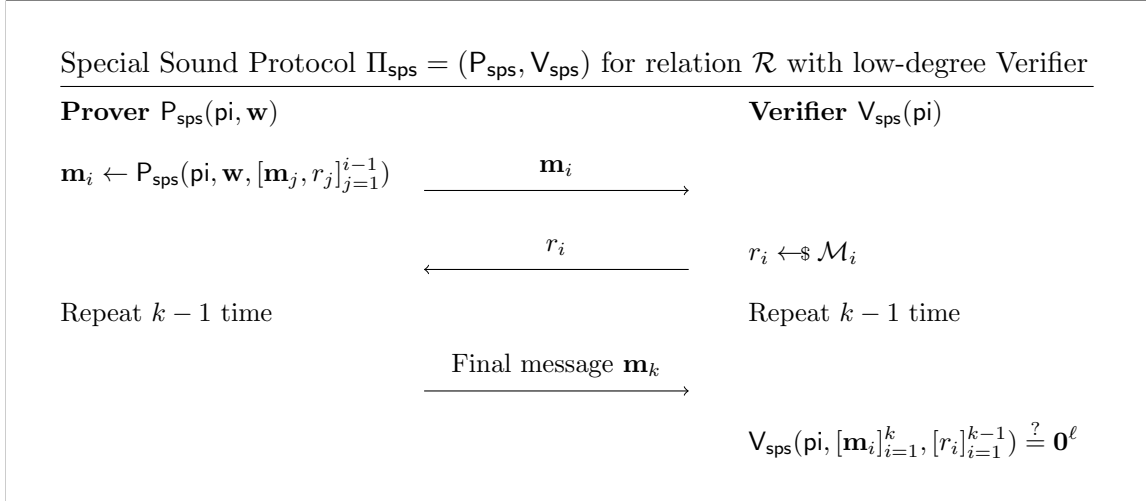 Special Sound Protocol Π_sps = (P_sps, V_sps) for relation ℛ with low-degree Verifier
Prover P_sps(pi, w) Verifier V_sps(pi)
m_i ← P_sps(pi, w, [m_j, r_j]_{j=1}^{i−1}) m_i
r_i r_i ←$ ℳ_i
Repeat k − 1 time Repeat k − 1 time
Final message m_k
V_sps(pi, [m_i]_{i=1}^{k}, [r_i]_{i=1}^{k−1}) ≟ 0^ℓ